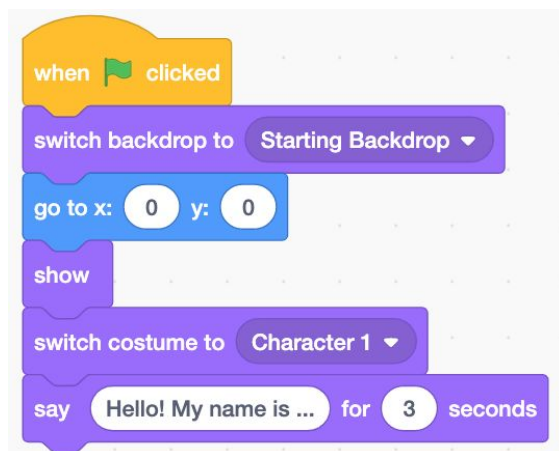 when clicked
switch backdrop to Starting Backdrop
go to x: 0 y: 0
show
switch costume to Character 1
say Hello! My name is ... for 3 seconds